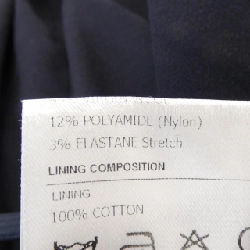 12% POLYAMIDE (Nylon)
3% ELASTANE Stretch
LINING COMPOSITION
LINING
100% COTTON